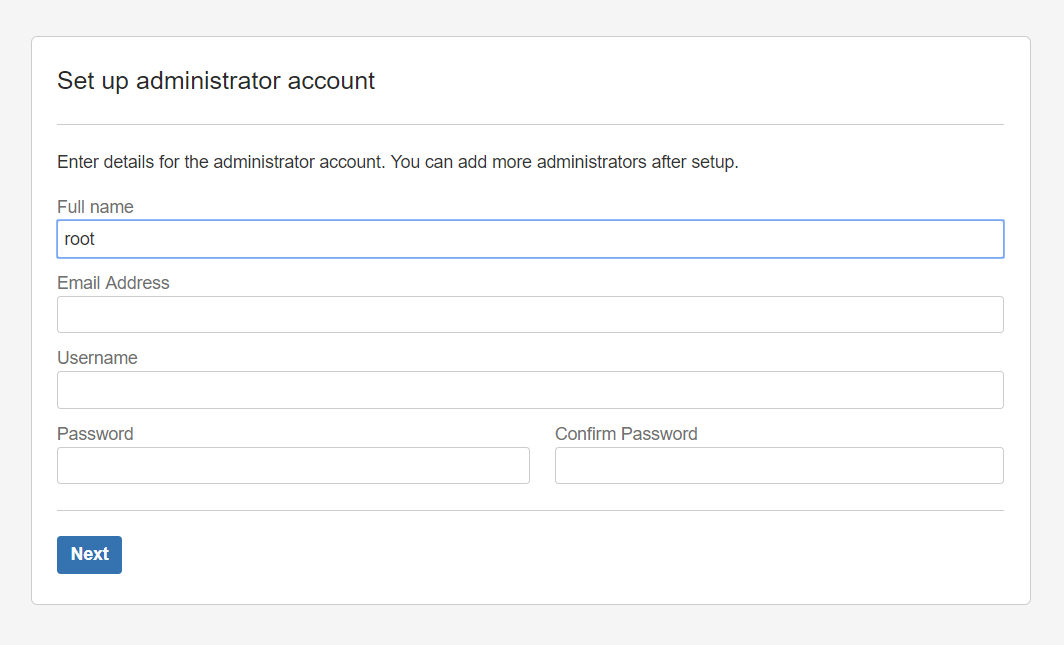 Set up administrator account
Enter details for the administrator account. You can add more administrators after setup.
Full name
root
Email Address
Username
Password
Confirm Password
Next